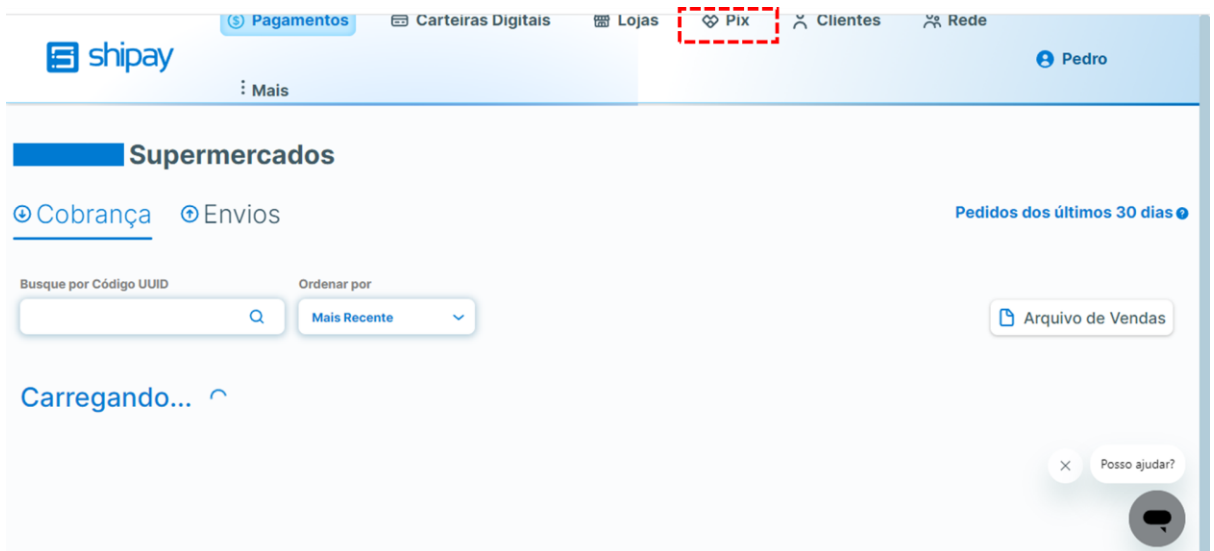 Pagamentos Carteiras Digitais Lojas Pix Clientes Rede
shipay
Pedro
Mais
Supermercados
Cobrança Envios
Pedidos dos últimos 30 dias
Busque por Código UUID Ordenar por
Mais Recente
Arquivo de Vendas
Carregando...
Posso ajudar?